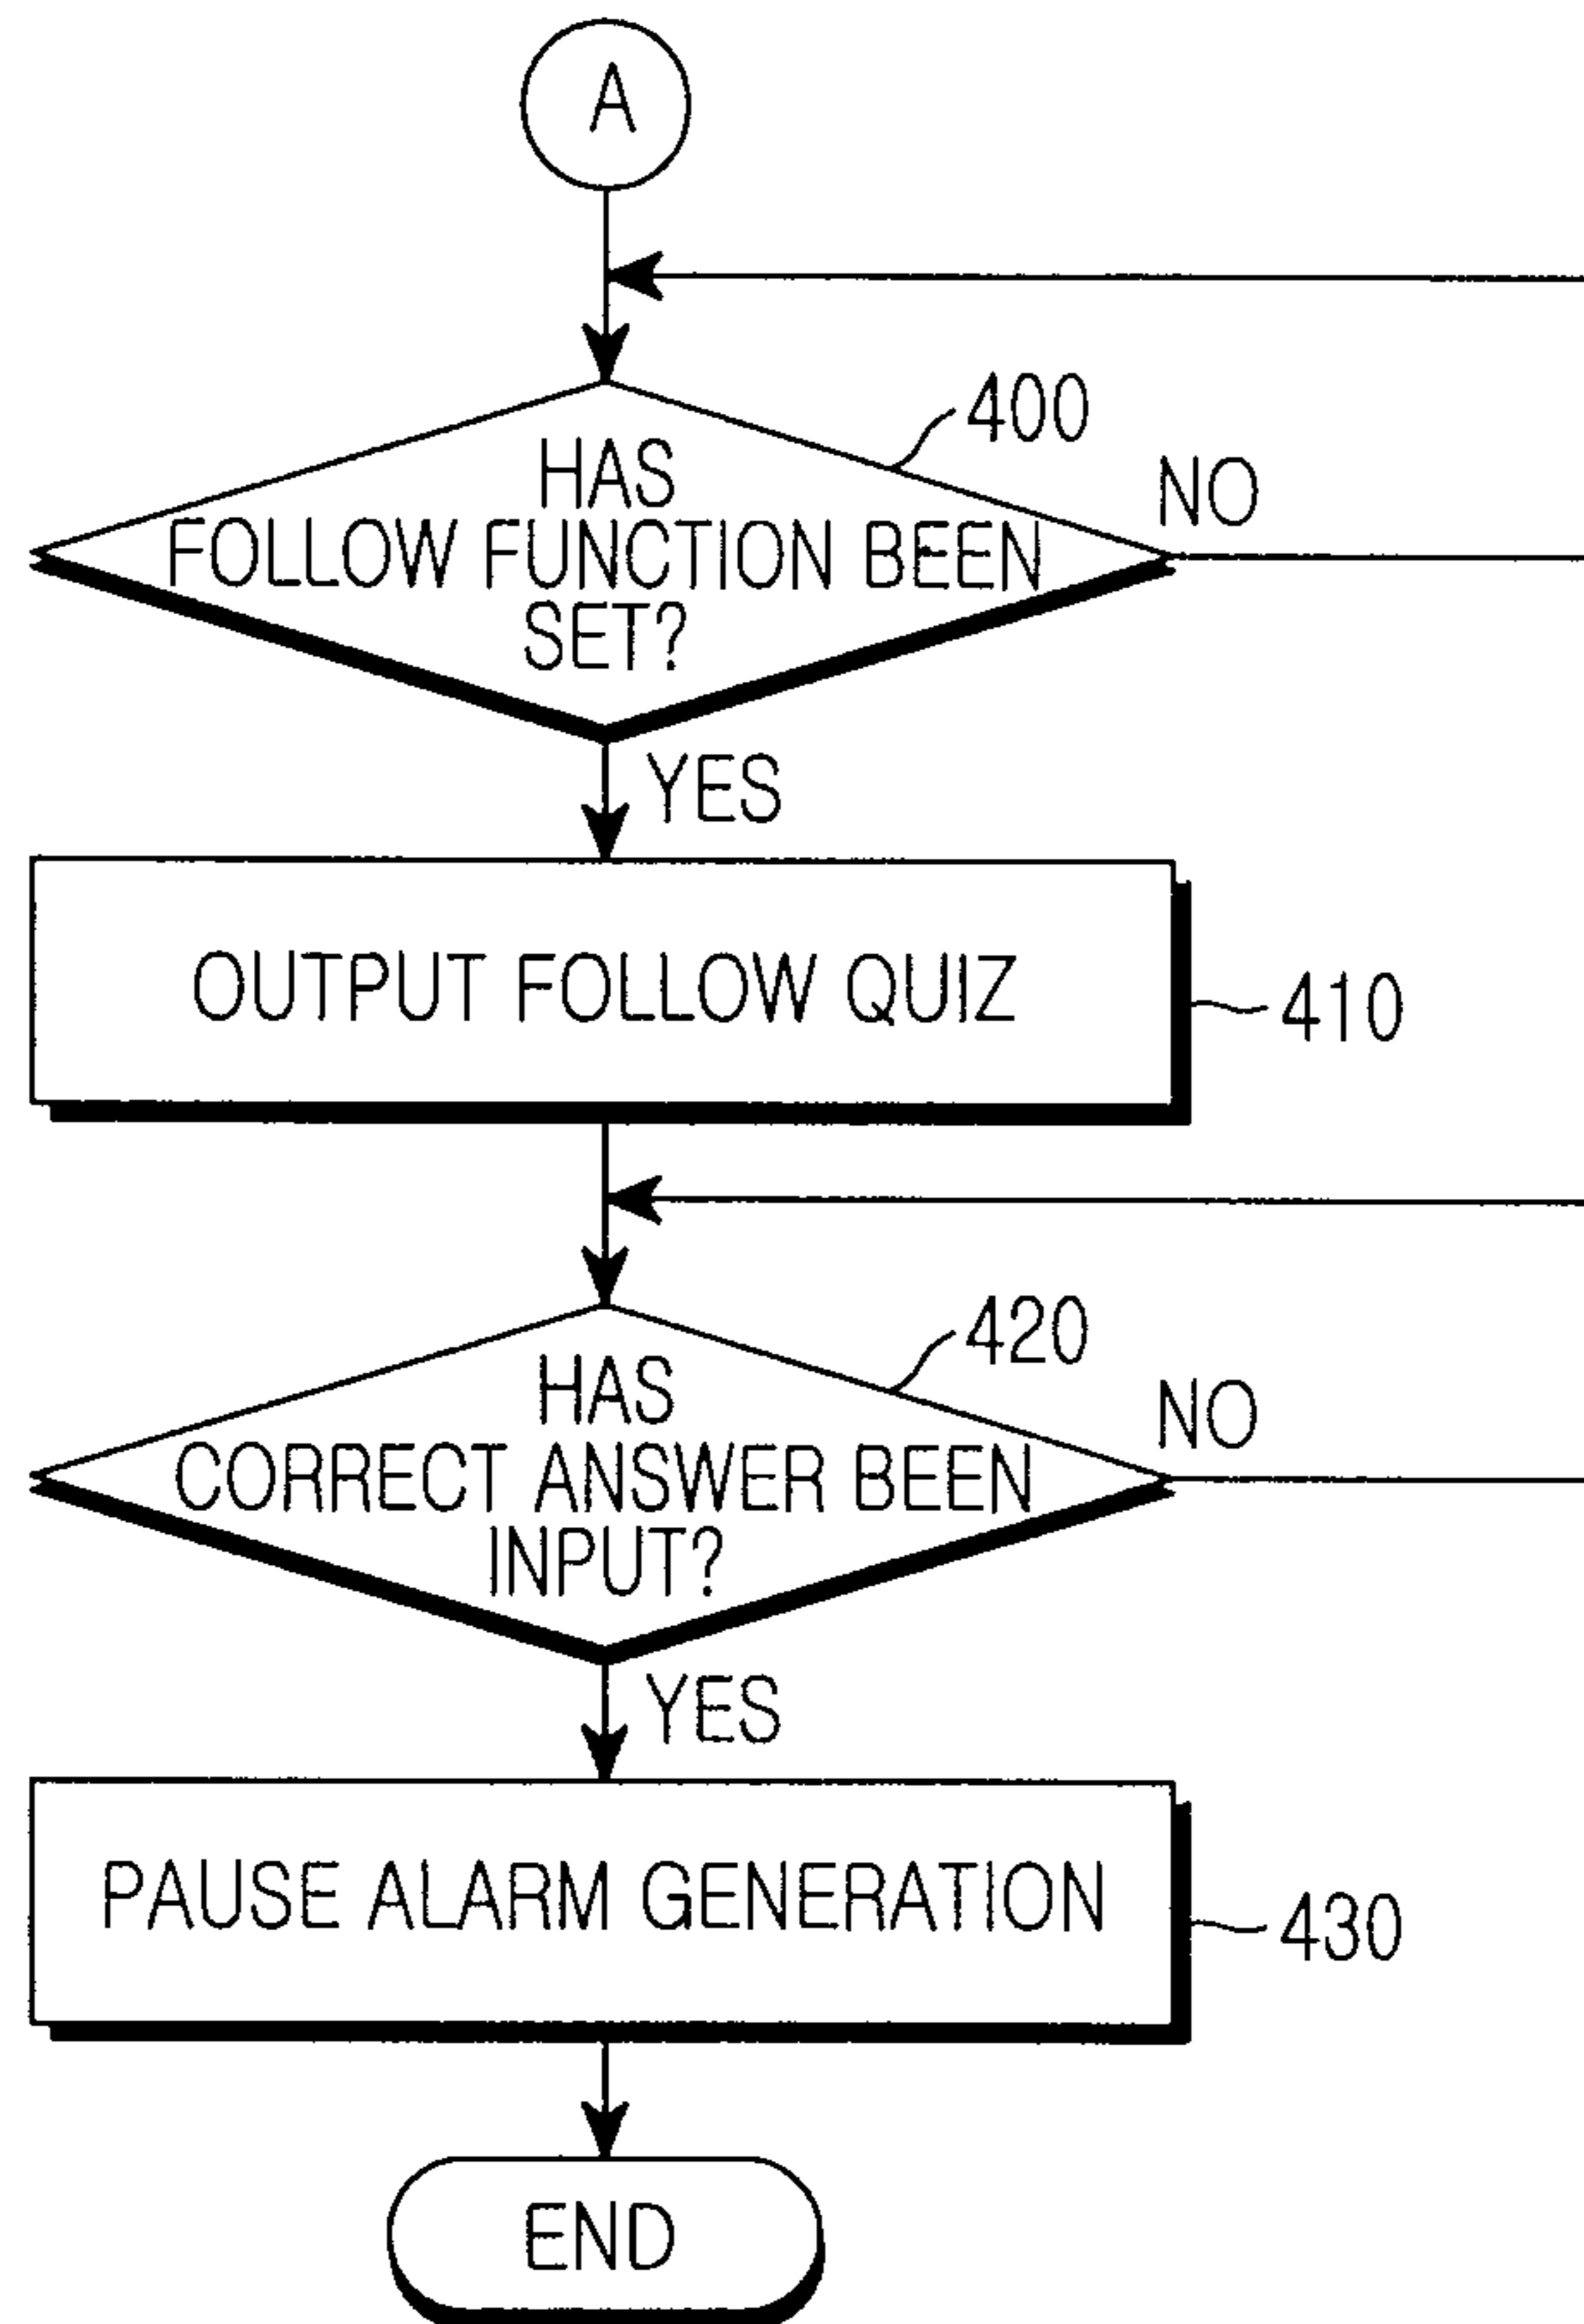 A
400
HAS
FOLLOW FUNCTION BEEN
SET?
NO
YES
OUTPUT FOLLOW QUIZ
410
420
HAS
CORRECT ANSWER BEEN
INPUT?
NO
YES
PAUSE ALARM GENERATION
430
END